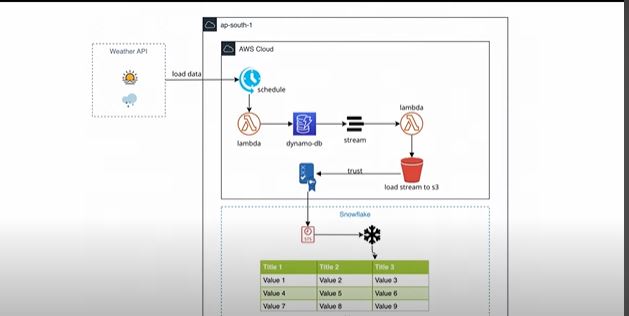 ap-south-1
Weather API
AWS Cloud
load data
schedule
lambda
lambda
dynamo-db
stream
trust
load stream to s3
Snowflake
Title 1 Title 2 Title 3
Value 1 Value 2 Value 3
Value 4 Value 5 Value 6
Value 7 Value 8 Value 9